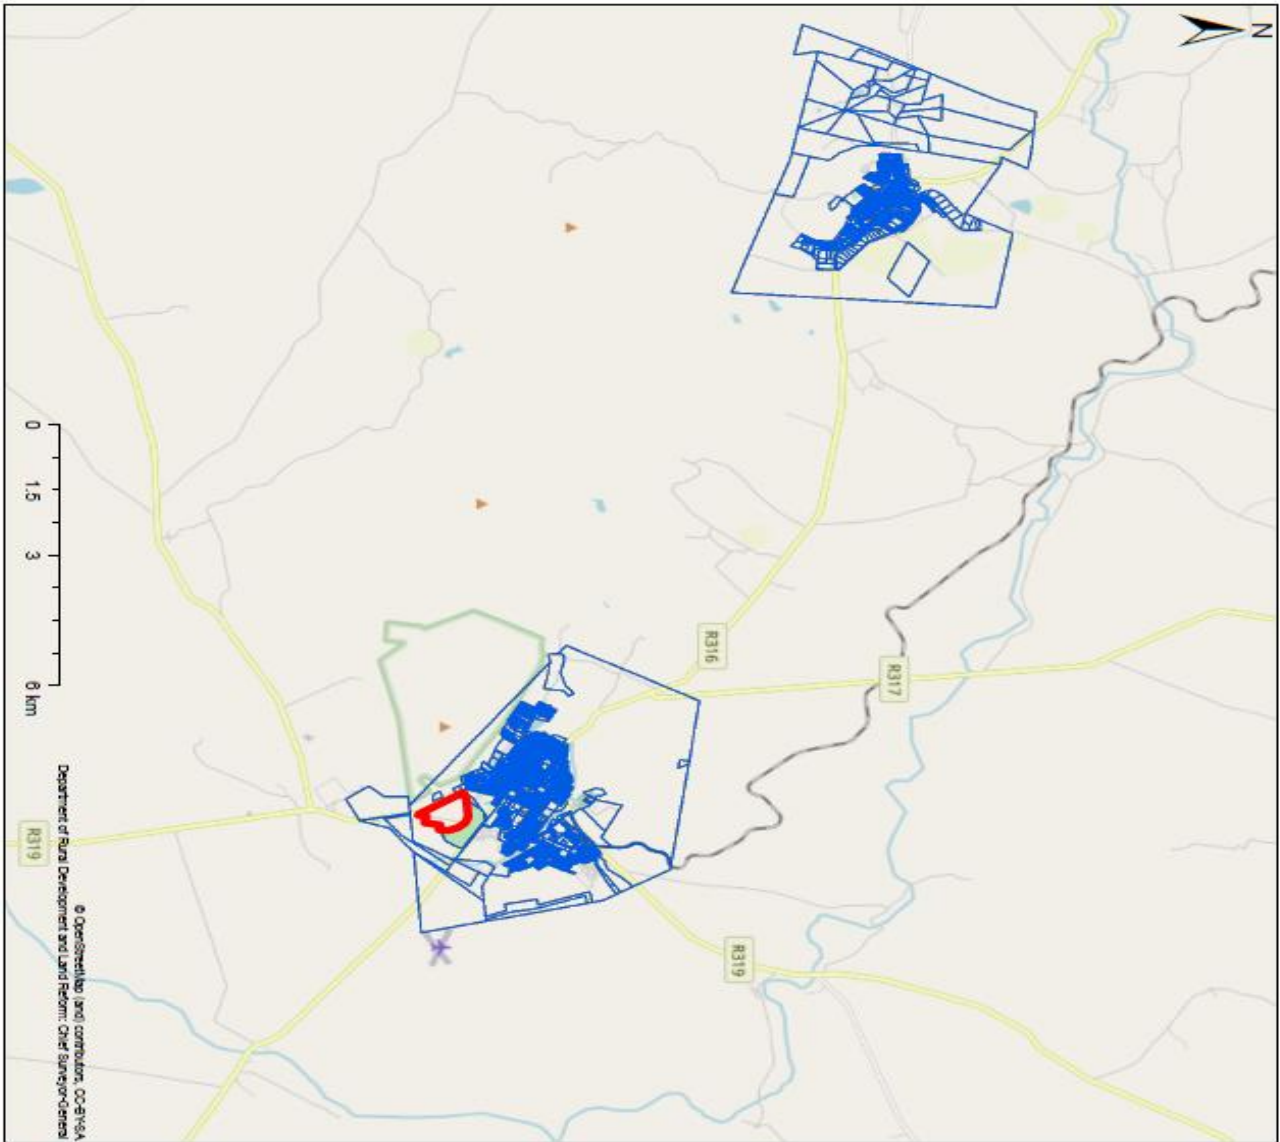 N
R316
R317
R319
R319
0 1.5 3 6 km
© OpenStreetMap (and) contributors, CC-BY-SA
Department of Rural Development and Land Reform: Chief Surveyor-General